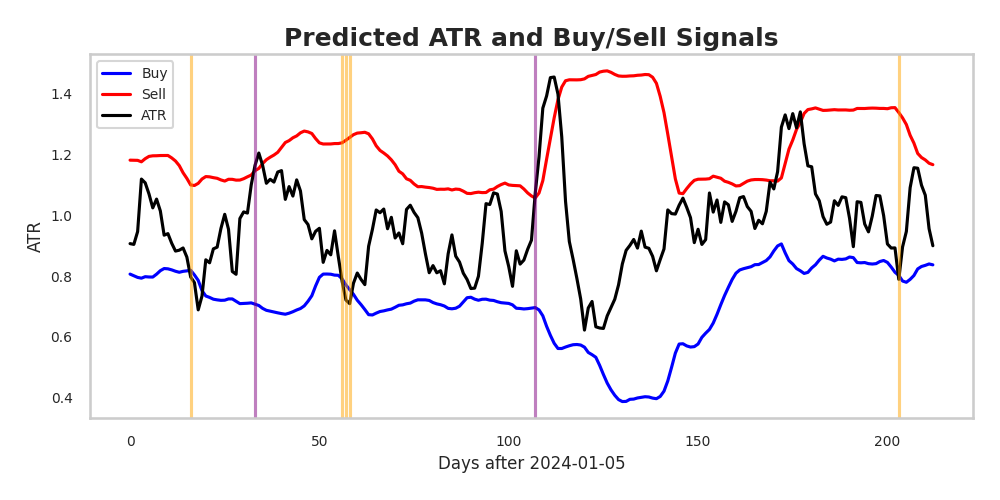 Predicted ATR and Buy/Sell Signals
Buy
Sell
ATR
ATR
1.4
1.2
1.0
0.8
0.6
0.4
0 50 100 150 200
Days after 2024-01-05